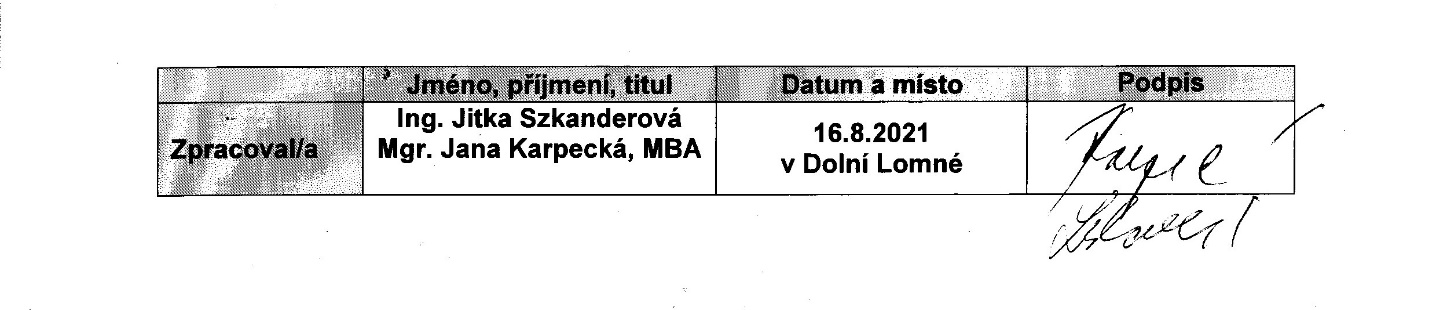 Jméno, příjmení, titul Datum a místo Podpis
Zpracoval/a
Ing. Jitka Szkanderová
Mgr. Jana Karpecká, MBA
16.8.2021
v Dolní Lomné